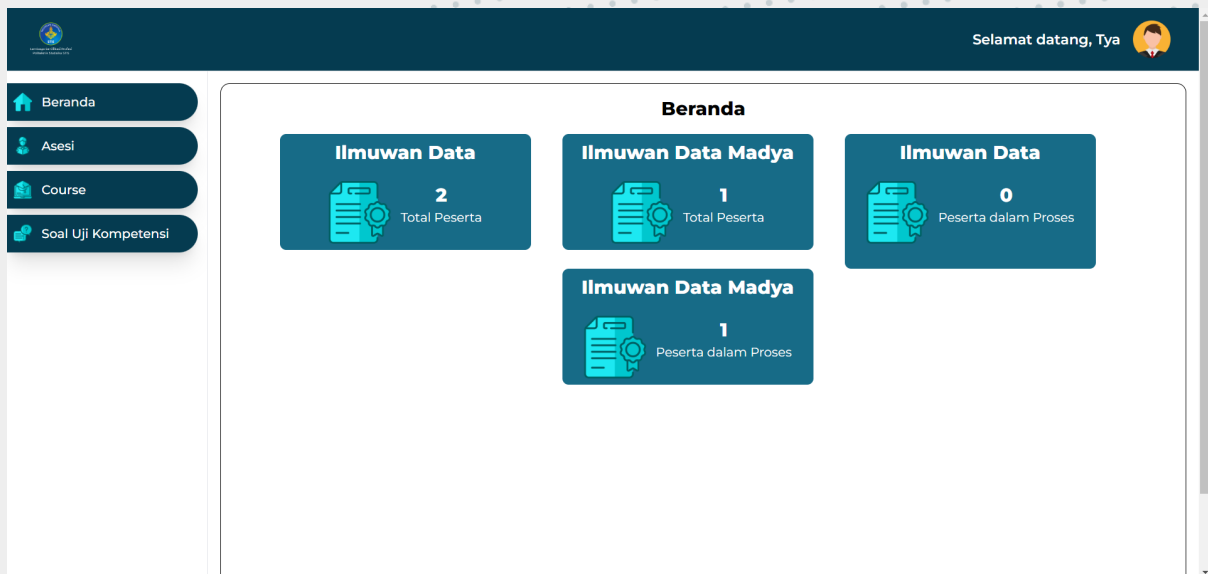 Selamat datang, Tya
Beranda
Asesi
Course
Soal Uji Kompetensi
Beranda
Ilmuwan Data
2
Total Peserta
Ilmuwan Data Madya
1
Total Peserta
Ilmuwan Data
0
Peserta dalam Proses
Ilmuwan Data Madya
1
Peserta dalam Proses